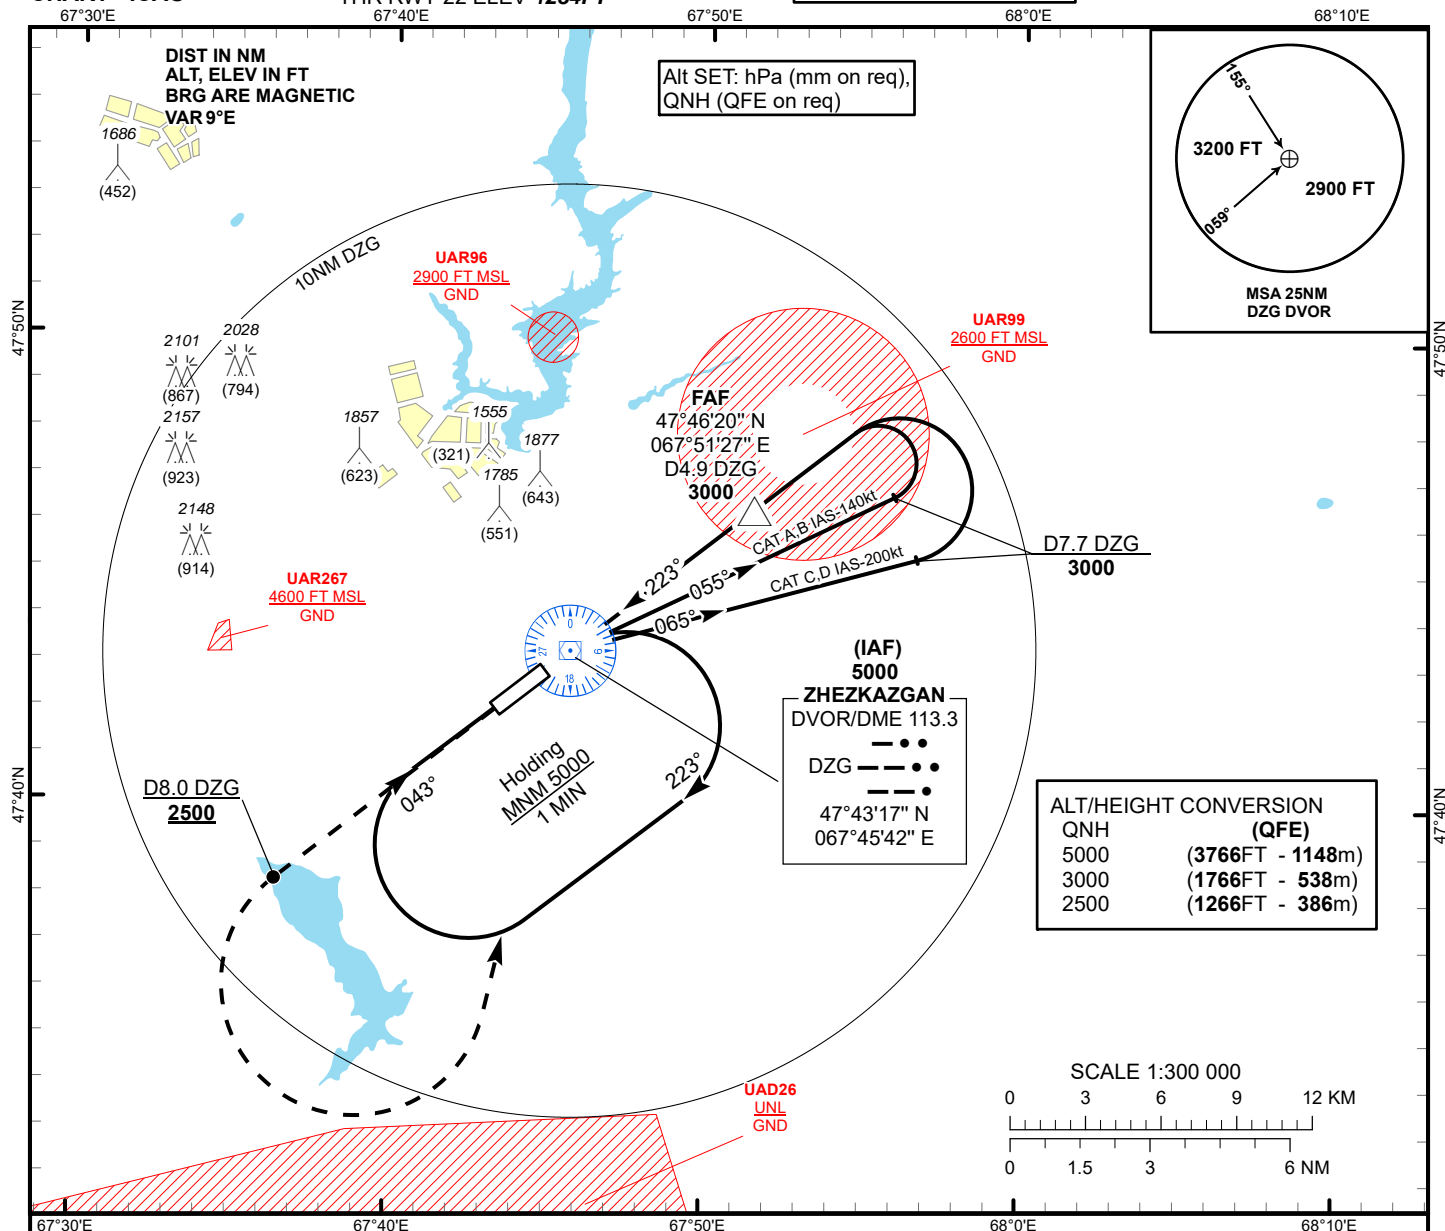 67°30'E
67°40'E
67°50'E
68°0'E
68°10'E
DIST IN NM
ALT, ELEV IN FT
BRG ARE MAGNETIC
VAR 9°E
Alt SET: hPa (mm on req),
QNH (QFE on req)
155°
3200 FT
2900 FT
059°
MSA 25NM
DZG DVOR
1686
(452)
10NM DZG
UAR96
2900 FT MSL
GND
UAR99
2600 FT MSL
GND
47°50'N
47°50'N
2101
(867)
2028
(794)
2157
(923)
2148
(914)
1857
(623)
1555
(321)
1877
(643)
1785
(551)
FAF
47°46'20" N
067°51'27" E
D4.9 DZG
3000
CAT A,B IAS-140kt
CAT C,D IAS-200kt
D7.7 DZG
3000
223°
055°
065°
UAR267
4600 FT MSL
GND
0
9
18
27
(IAF)
5000
ZHEZKAZGAN
DVOR/DME 113.3
DZG
47°43'17" N
067°45'42" E
Holding
MNM 5000
1 MIN
043°
223°
D8.0 DZG
2500
47°40'N
47°40'N
ALT/HEIGHT CONVERSION
QNH (QFE)
5000 (3766FT - 1148m)
3000 (1766FT - 538m)
2500 (1266FT - 386m)
UAD26
UNL
GND
SCALE 1:300 000
0 3 6 9 12 KM
0 1.5 3 6 NM
67°30'E
67°40'E
67°50'E
68°0'E
68°10'E